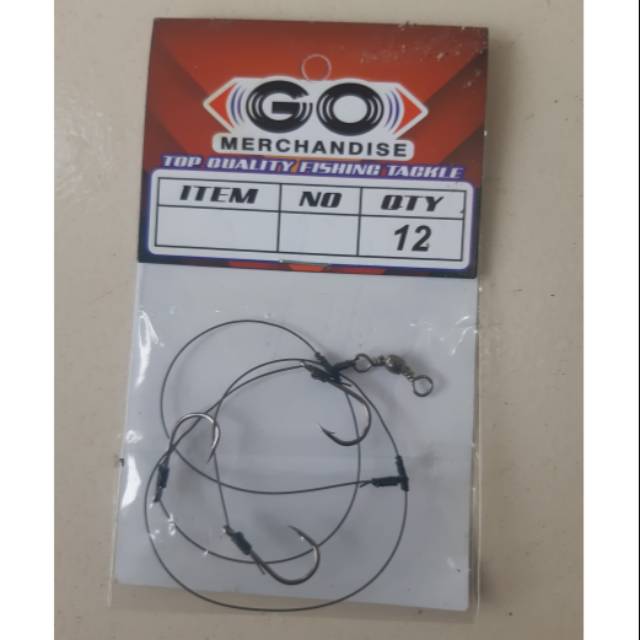 GO
MERCHANDISE
TOP QUALITY FISHING TACKLE
ITEM NO QTY
12